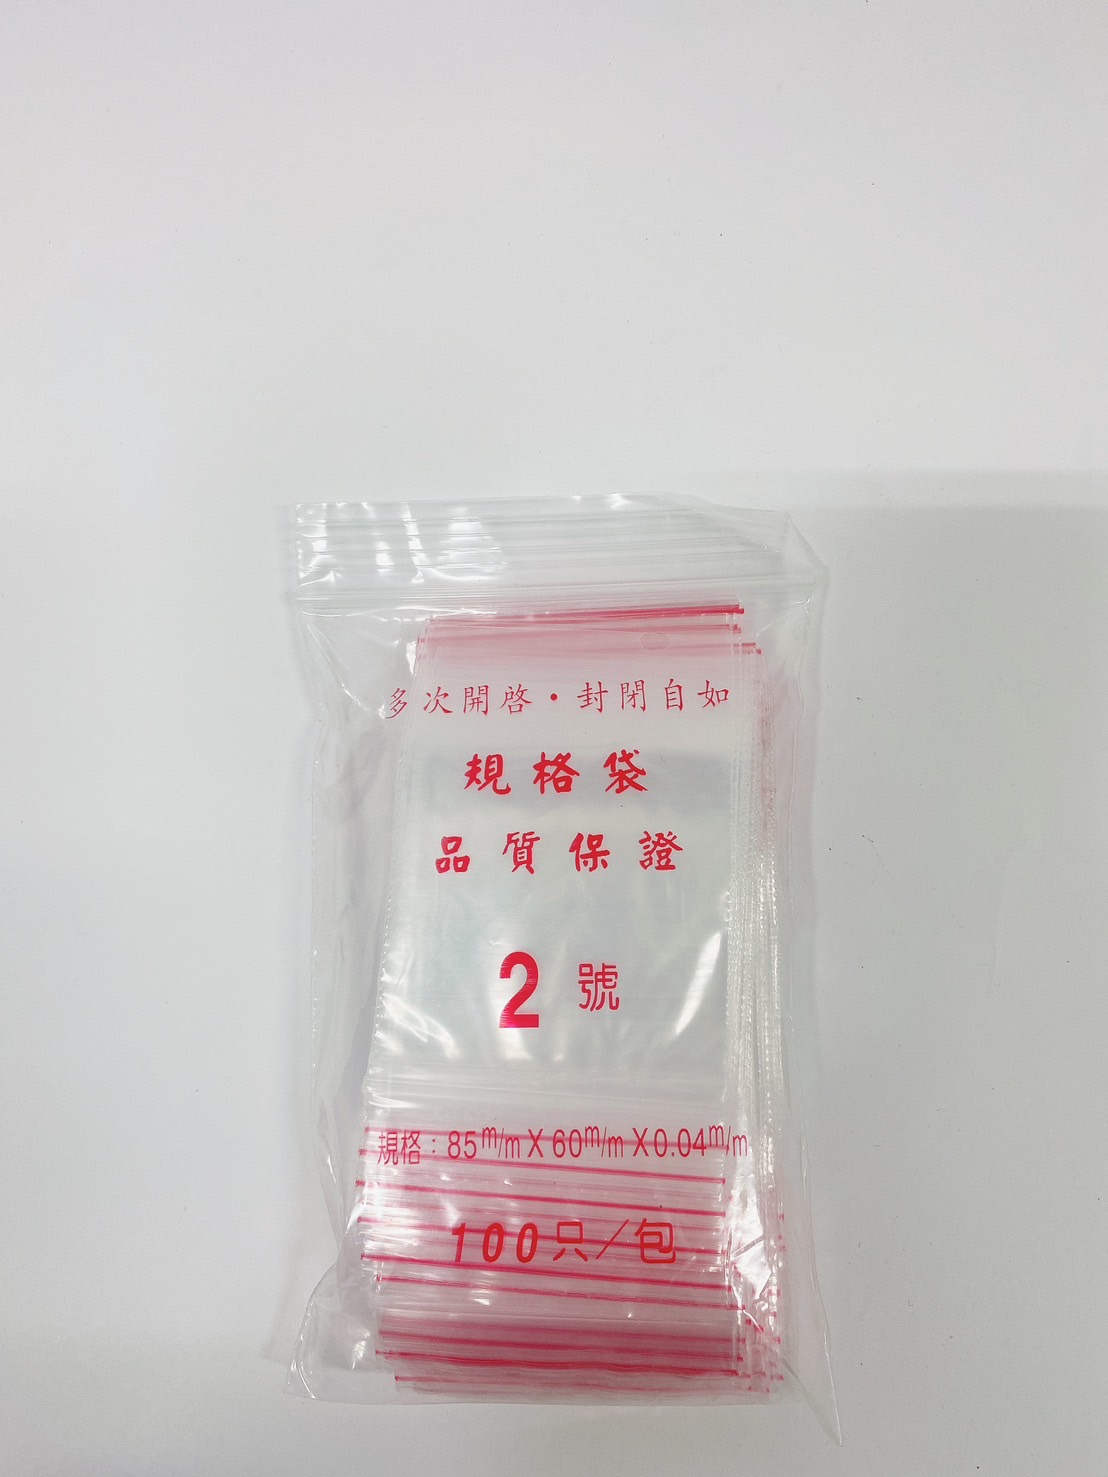 多次開啓・封閉自如
規格袋
品質保證
2號
規格：85m/m X 60m/m X 0.04m/m
100只/包